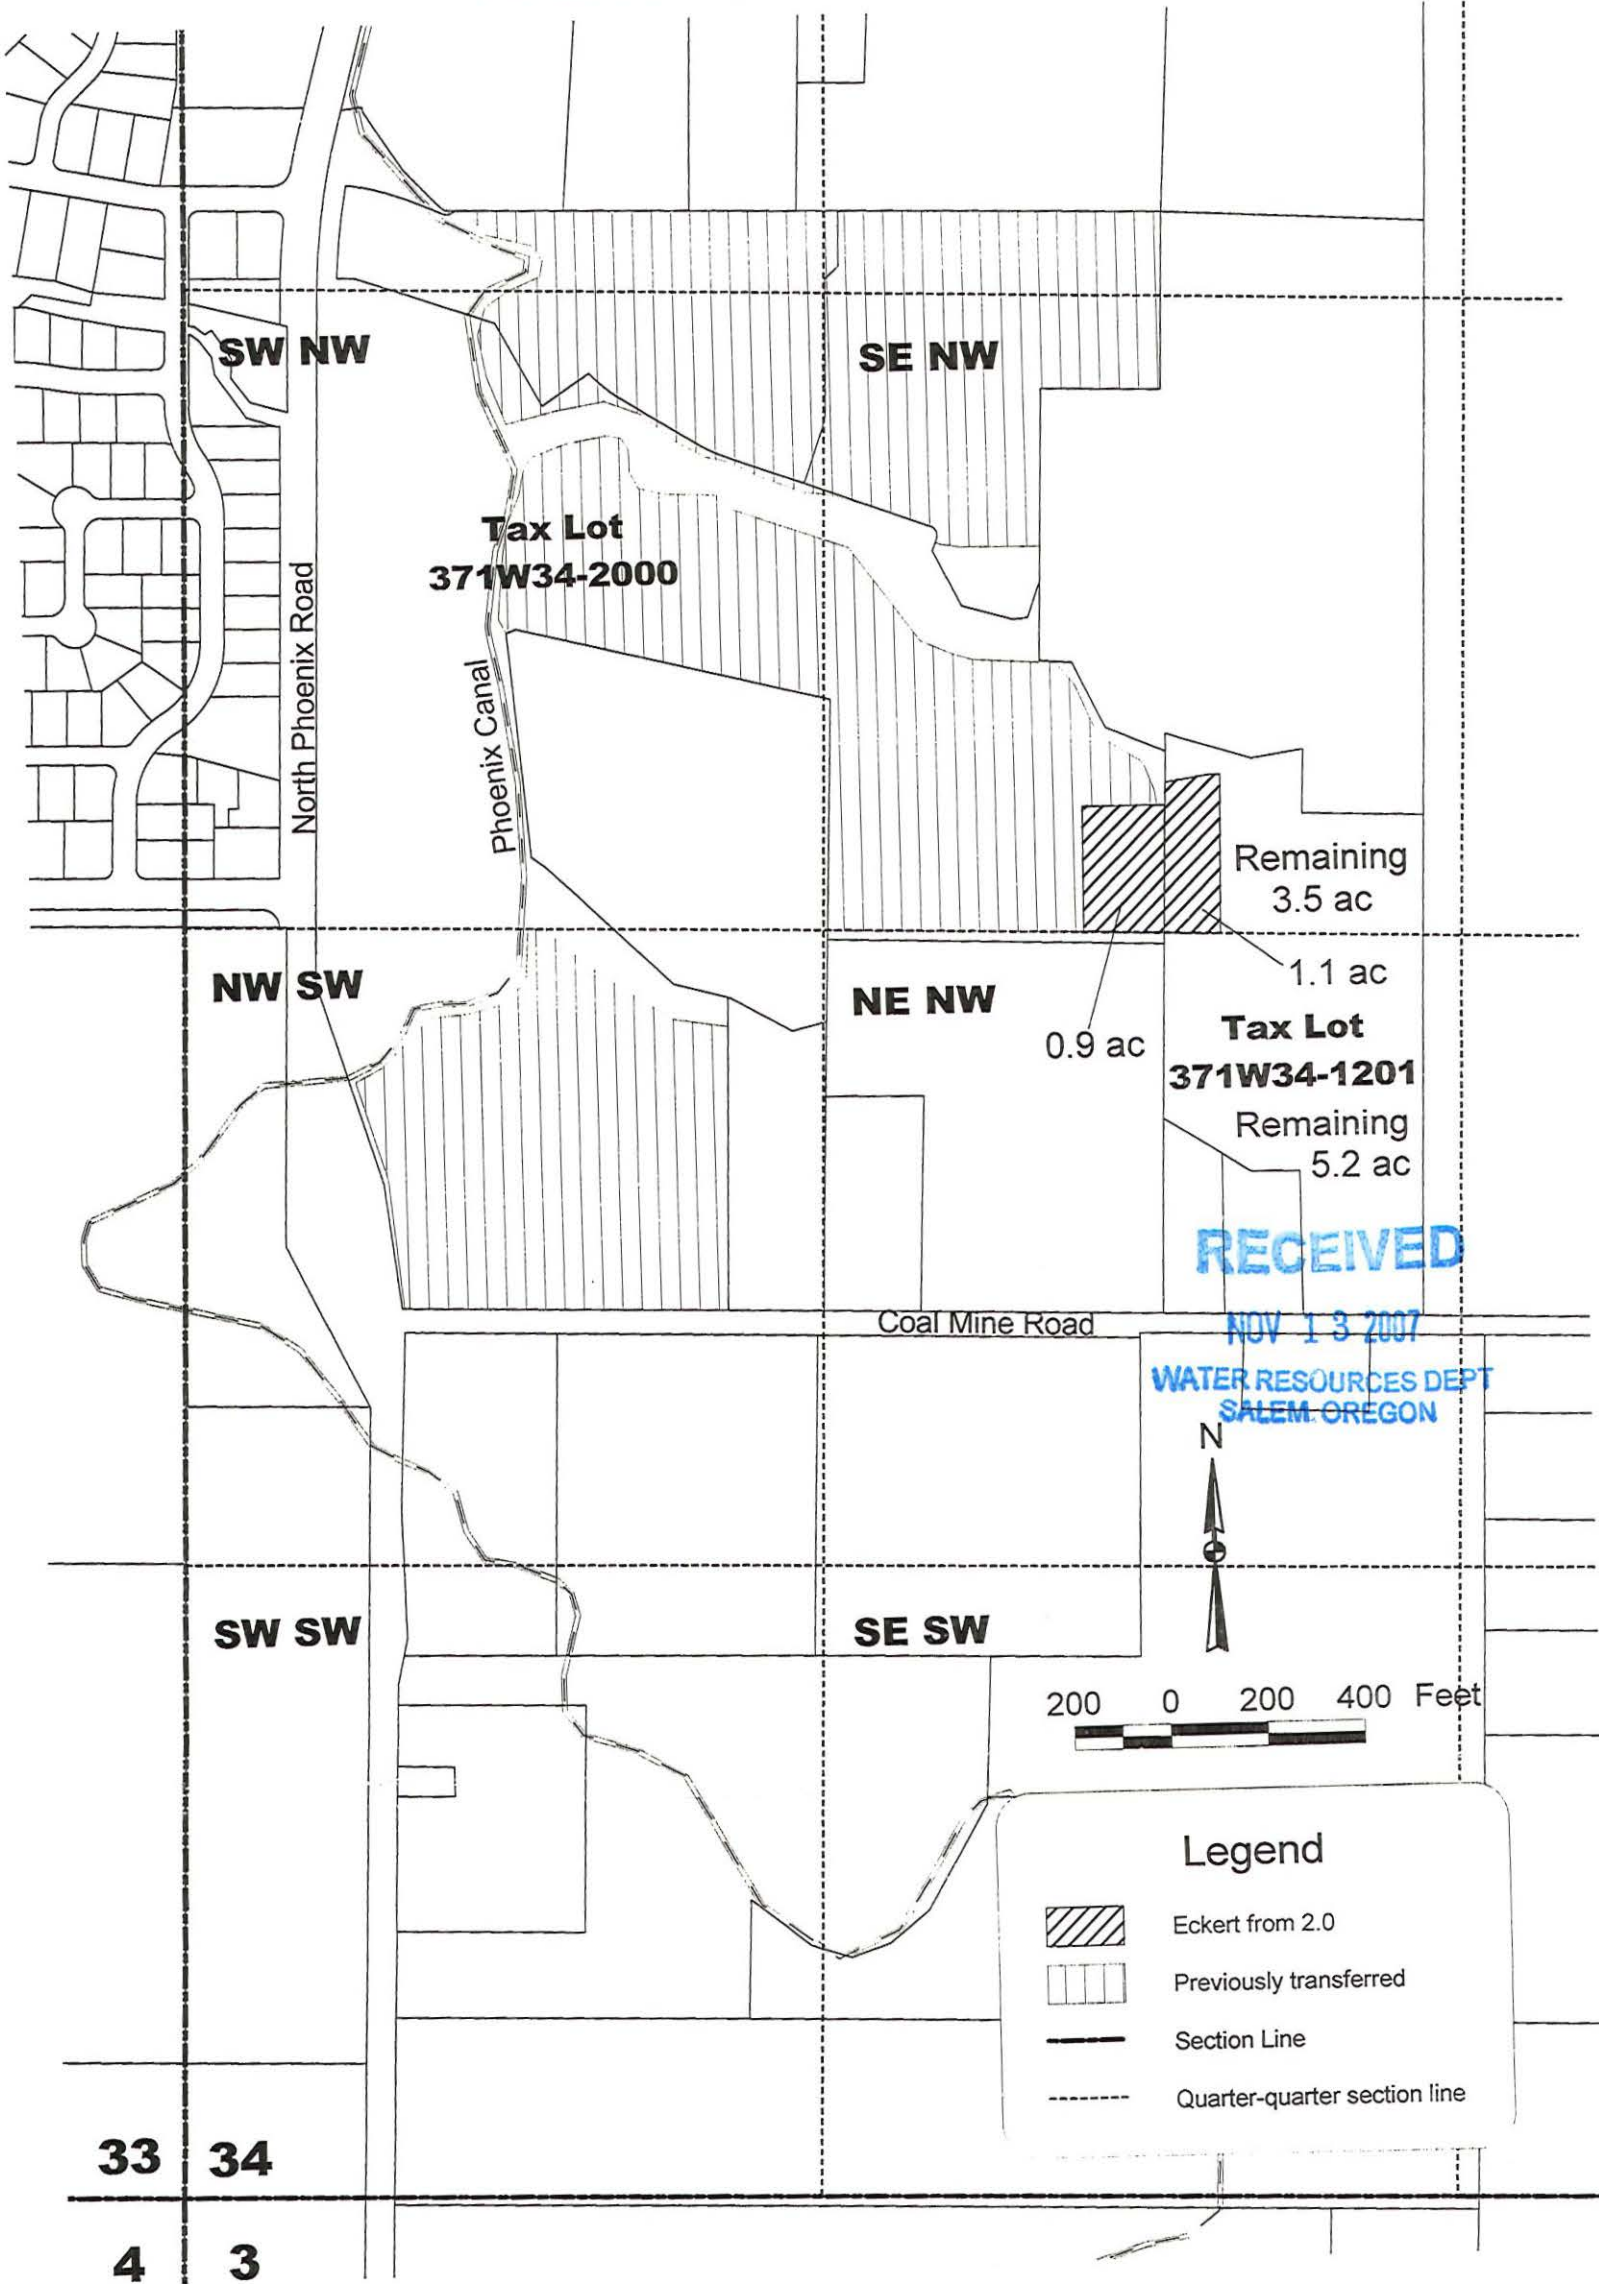 SW NW
SE NW
Tax Lot
371W34-2000
North Phoenix Road
Phoenix Canal
Remaining
3.5 ac
1.1 ac
0.9 ac
NW SW
NE NW
Tax Lot
371W34-1201
Remaining
5.2 ac
RECEIVED
NOV 13 2007
WATER RESOURCES DEPT
SALEM. OREGON
Coal Mine Road
N
SW SW
SE SW
200 0 200 400 Feet
Legend
Eckert from 2.0
Previously transferred
Section Line
Quarter-quarter section line
33 34
4 3